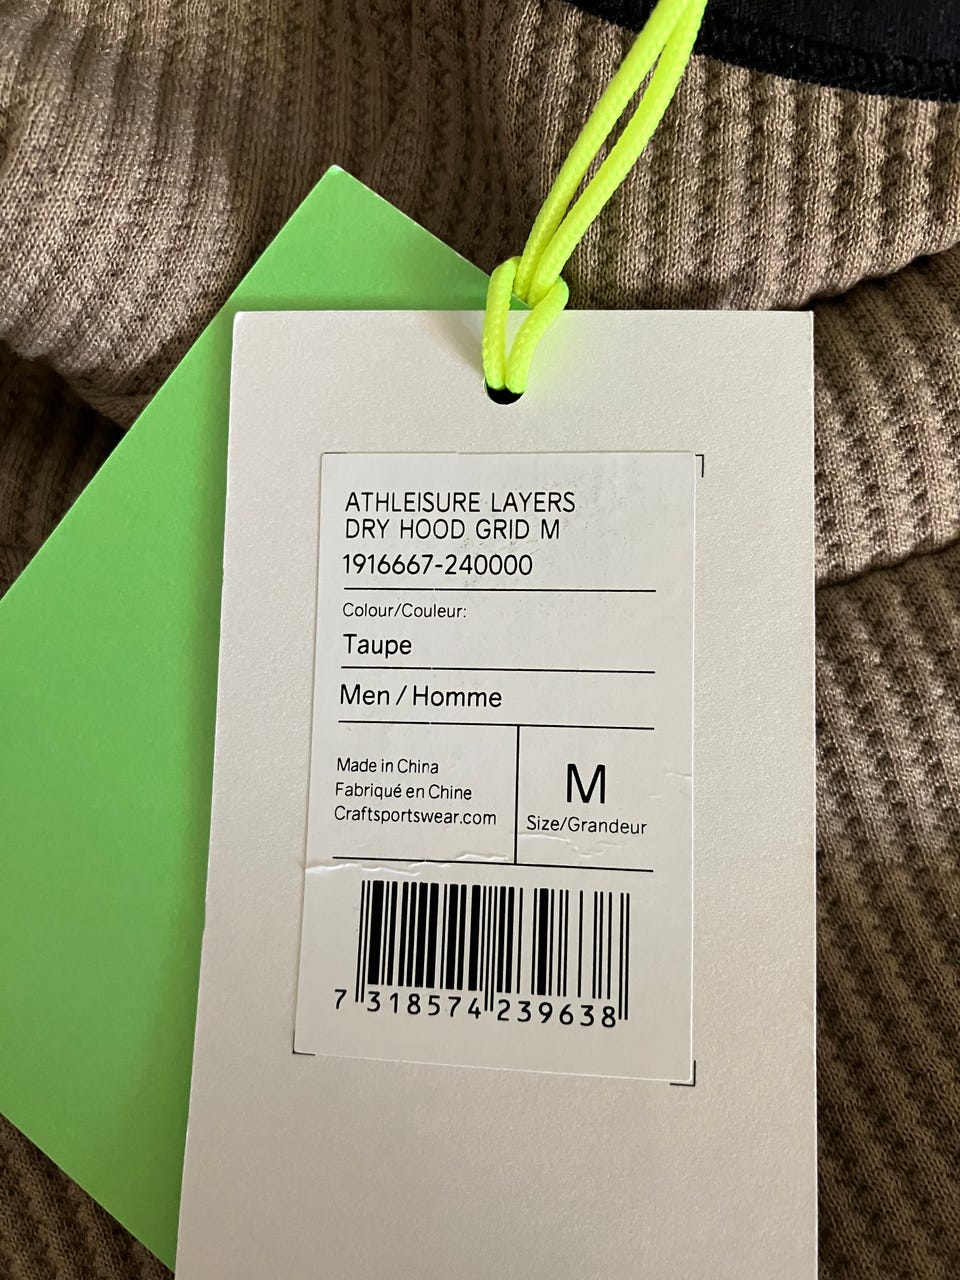 ATHLEISURE LAYERS
DRY HOOD GRID M
1916667-240000
Colour/Couleur:
Taupe
Men / Homme
Made in China
Fabriqué en Chine
Craftsportswear.com
M
Size/Grandeur
7 318574 239638